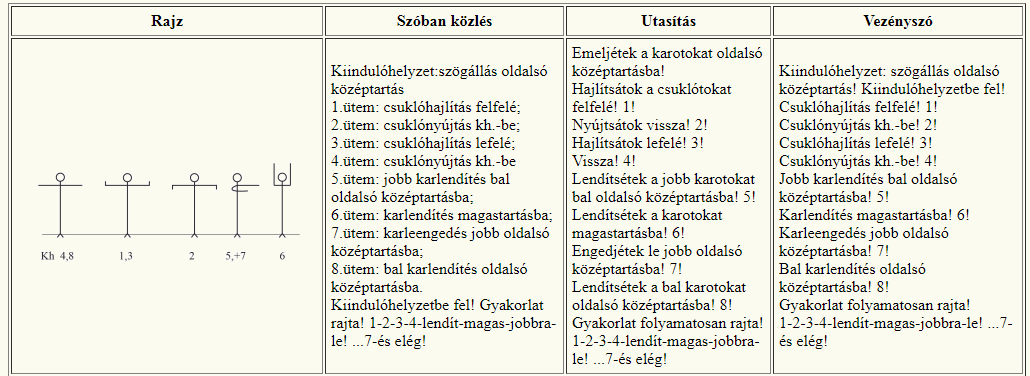 Rajz
Szóban közlés
Utasítás
Vezényszó
Kh 4,8
1,3
2
5,+7
6
Kiindulóhelyzet:szögállás oldalsó
középtartás
1.ütem: csuklóhajlítás felfelé;
2.ütem: csuklónyújtás kh.-be;
3.ütem: csuklóhajlítás lefelé;
4.ütem: csuklónyújtás kh.-be
5.ütem: jobb karlendítés bal
oldalsó középtartásba;
6.ütem: karlendítés magastartásba;
7.ütem: karleengedés jobb oldalsó
középtartásba;
8.ütem: bal karlendítés oldalsó
középtartásba.
Kiindulóhelyzetbe fel! Gyakorlat
rajta! 1-2-3-4-lendít-magas-jobbra-
le! ...7-és elég!
Emeljétek a karotokat oldalsó
középtartásba!
Hajlítsátok a csuklótokat
felfelé! 1!
Nyújtsátok vissza! 2!
Hajlítsátok lefelé! 3!
Vissza! 4!
Lendítsétek a jobb karotokat
bal oldalsó középtartásba! 5!
Lendítsétek a karotokat
magastartásba! 6!
Engedjétek le jobb oldalsó
középtartásba! 7!
Lendítsétek a bal karotokat
oldalsó középtartásba! 8!
Gyakorlat folyamatosan rajta!
1-2-3-4-lendít-magas-jobbra-
le! ...7-és elég!
Kiindulóhelyzet: szögállás oldalsó
középtartás! Kiindulóhelyzetbe fel!
Csuklóhajlítás felfelé! 1!
Csuklónyújtás kh.-be! 2!
Csuklóhajlítás lefelé! 3!
Csuklónyújtás kh.-be! 4!
Jobb karlendítés bal oldalsó
középtartásba! 5!
Karlendítés magastartásba! 6!
Karleengedés jobb oldalsó
középtartásba! 7!
Bal karlendítés oldalsó
középtartásba! 8!
Gyakorlat folyamatosan rajta!
1-2-3-4-lendít-magas-jobbra-le! ...7-
és elég!